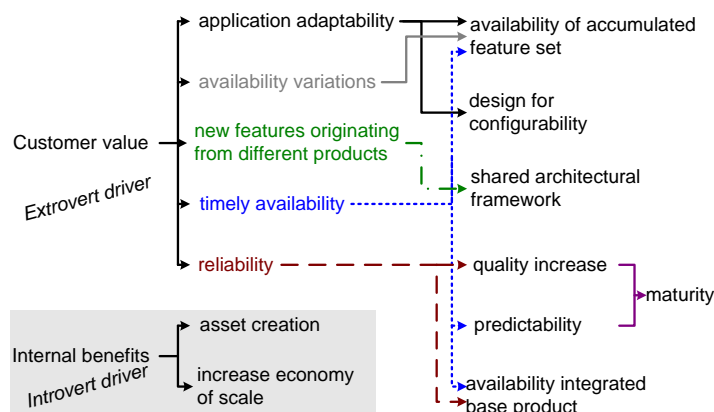 application adaptability
availability of accumulated
feature set
availability variations
design for
configurability
Customer value
new features originating
from different products
Extrovert driver
shared architectural
framework
timely availability
reliability
quality increase
maturity
asset creation
predictability
Internal benefits
Introvert driver
increase economy
of scale
availability integrated
base product